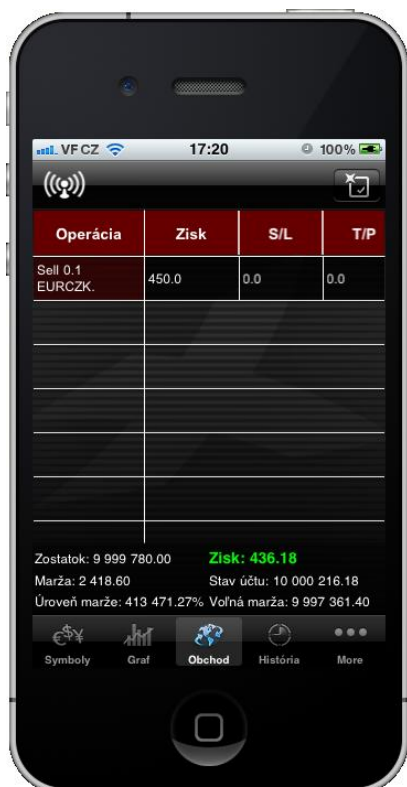 VF CZ 17:20 100%
Operácia Zisk S/L T/P
Sell 0.1 450.0 0.0 0.0
EURCZK.
Zostatok: 9 999 780.00 Zisk: 436.18
Marža: 2 418.60 Stav účtu: 10 000 216.18
Úroveň marže: 413 471.27% Voľná marža: 9 997 361.40
€$¥
Symboly Graf Obchod História More